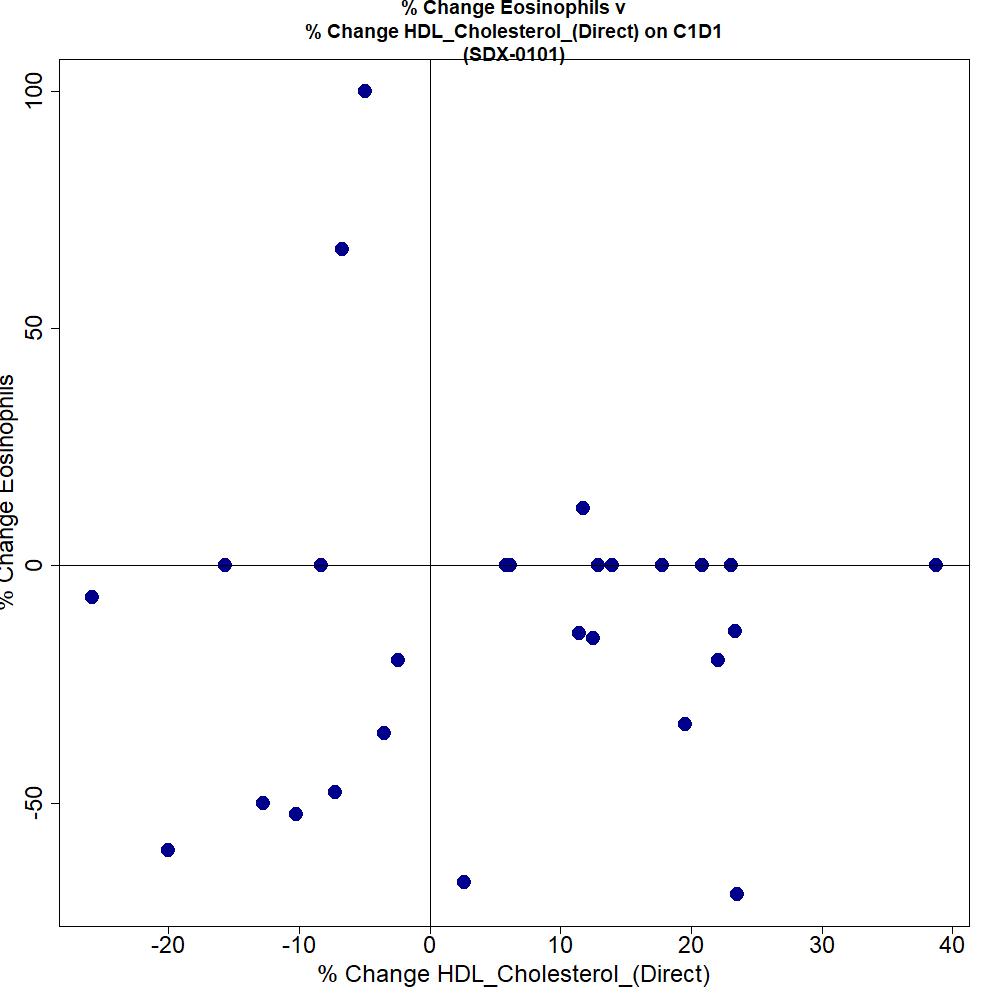 % Change Eosinophils v
% Change HDL_Cholesterol_(Direct) on C1D1
(SDX-0101)
100
50
0
-50
% Change Eosinophils
-20
-10
0
10
20
30
40
% Change HDL_Cholesterol_(Direct)